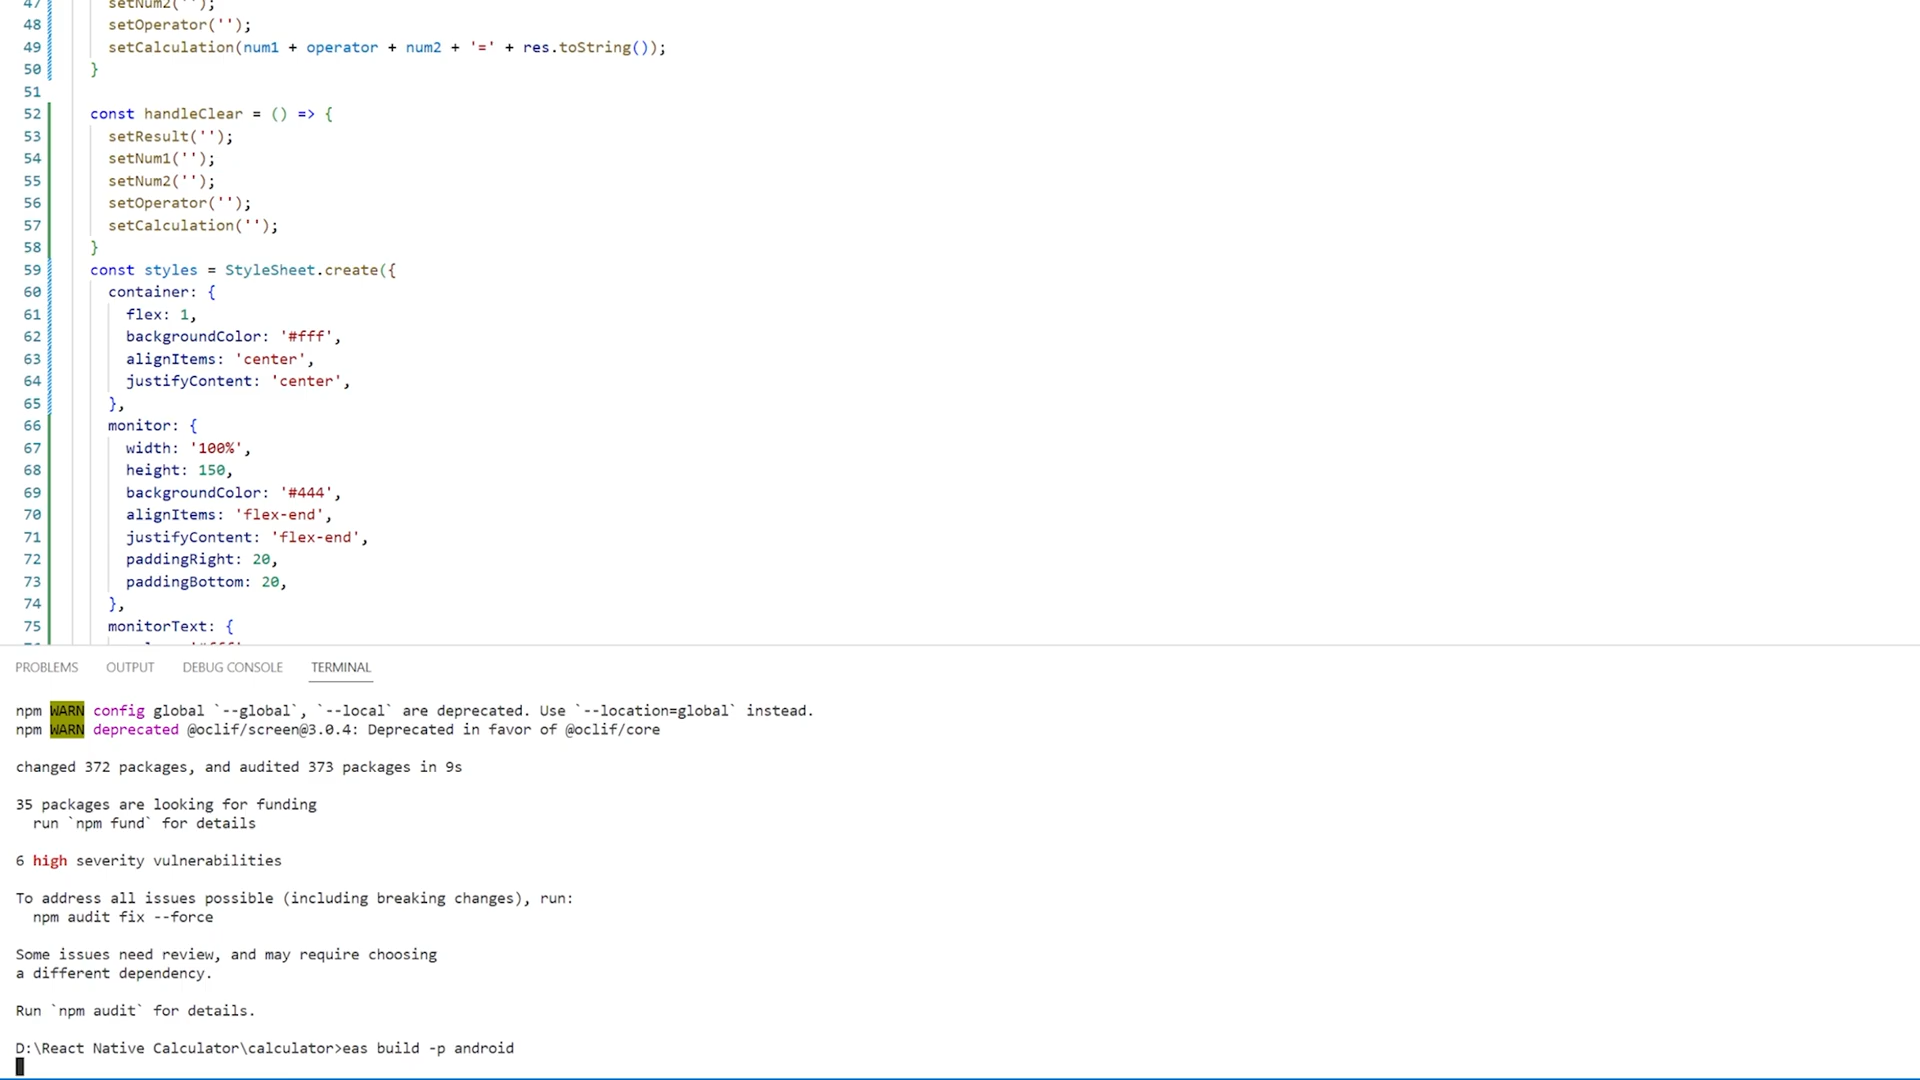 47 setNum2('');
48 setOperator('');
49 setCalculation(num1 + operator + num2 + '=' + res.toString());
50 }
51
52 const handleClear = () => {
53 setResult('');
54 setNum1('');
55 setNum2('');
56 setOperator('');
57 setCalculation('');
58 }
59 const styles = StyleSheet.create({
60 container: {
61 flex: 1,
62 backgroundColor: '#fff',
63 alignItems: 'center',
64 justifyContent: 'center',
65 },
66 monitor: {
67 width: '100%',
68 height: 150,
69 backgroundColor: '#444',
70 alignItems: 'flex-end',
71 justifyContent: 'flex-end',
72 paddingRight: 20,
73 paddingBottom: 20,
74 },
75 monitorText: {
PROBLEMS OUTPUT DEBUG CONSOLE TERMINAL
npm WARN config global `--global`, `--local` are deprecated. Use `--location=global` instead.
npm WARN deprecated @oclif/screen@3.0.4: Deprecated in favor of @oclif/core
changed 372 packages, and audited 373 packages in 9s
35 packages are looking for funding
run `npm fund` for details
6 high severity vulnerabilities
To address all issues possible (including breaking changes), run:
npm audit fix --force
Some issues need review, and may require choosing
a different dependency.
Run `npm audit` for details.
D:\React Native Calculator\calculator>eas build -p android